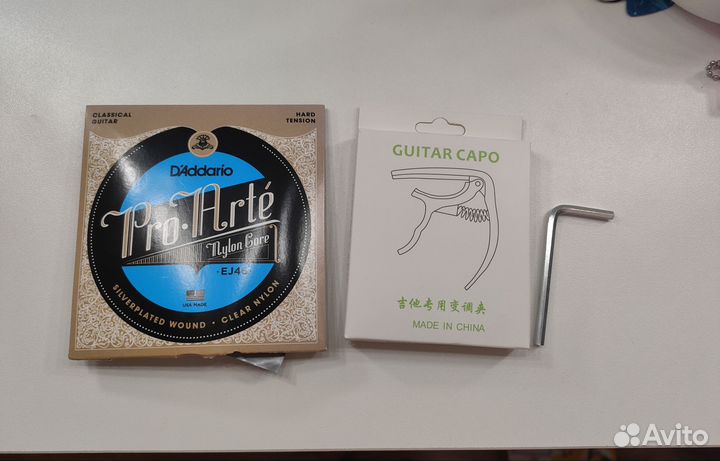 CLASSICAL
GUITAR
HARD
TENSION
D'Addario
Pro·Arté
Nylon Core
EJ46
USA MADE
SILVERPLATED WOUND · CLEAR NYLON
GUITAR CAPO
吉他专用变调夹
MADE IN CHINA
Avito